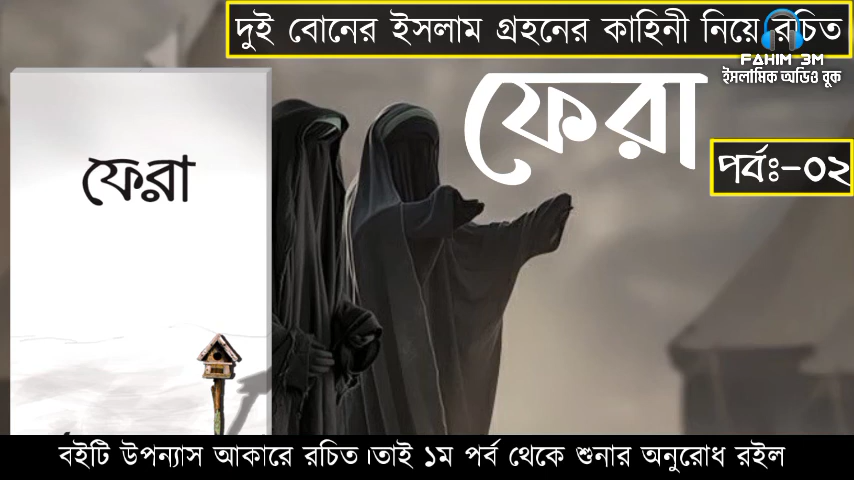 দুই বোনের ইসলাম গ্রহনের কাহিনী নিয়ে রচিত
FAHIM 3M
ইসলামিক অডিও বুক
ফেরা
পর্বঃ-০২
ফেরা
বইটি উপন্যাস আকারে রচিত।তাই ১ম পর্ব থেকে শুনার অনুরোধ রইল